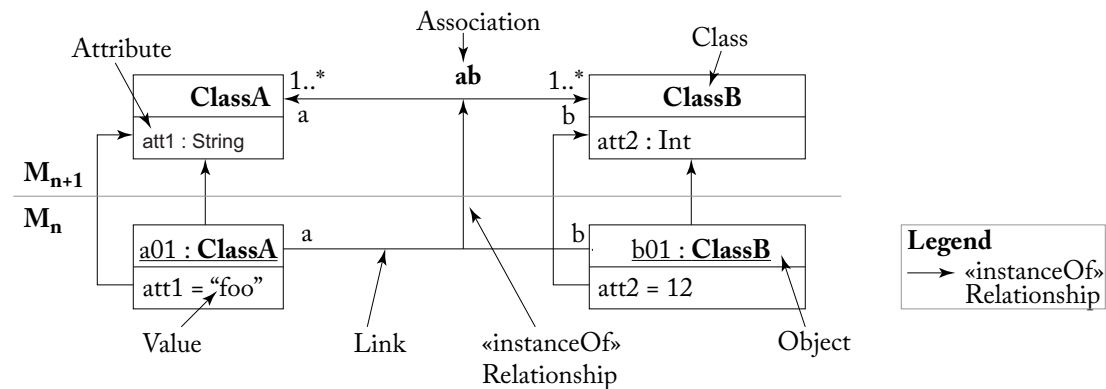 Association
Attribute
Class
1..* ab 1..*
ClassA
ClassB
a
b
att1 : String
att2 : Int
Mn+1
Mn
a01 : ClassA
a
b
b01 : ClassB
att1 = “foo”
att2 = 12
Legend
«instanceOf»
Relationship
Value
Link
«instanceOf»
Relationship
Object